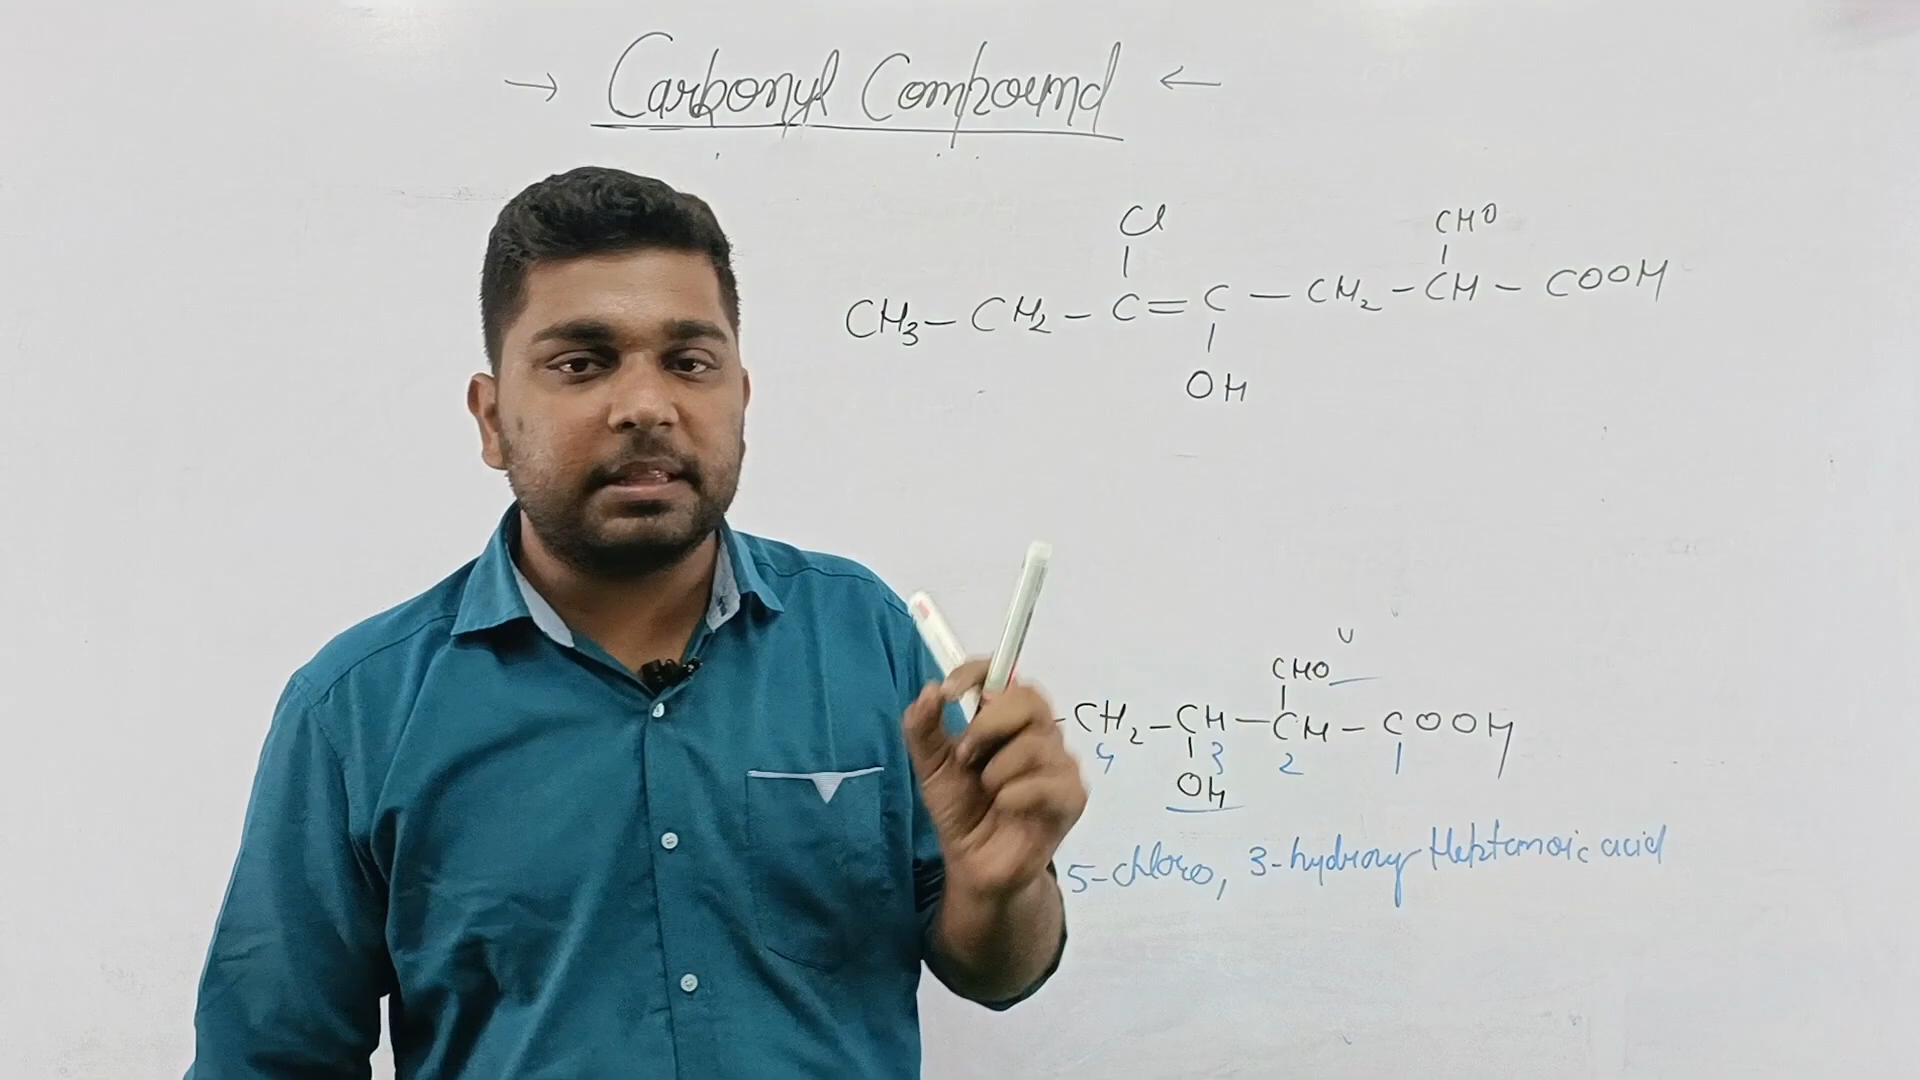 → Carbonyl Compound ←
Cl CHO
CH₃ – CH₂ – C = C – CH₂ – CH – COOH
OH
CHO
– CH₂ – CH – CH – COOH
4 3 2 1
OH
5-chloro, 3-hydroxy Heptanoic acid